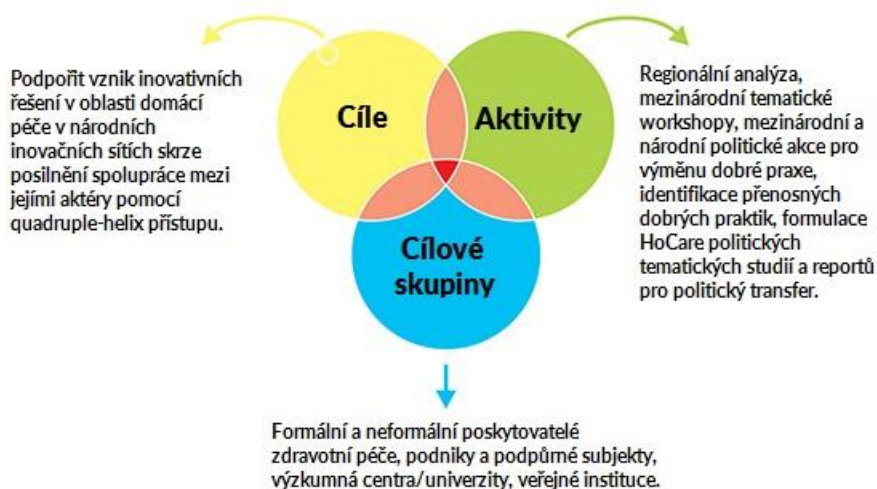 Podpořit vznik inovativních
řešení v oblasti domácí
péče v národních
inovačních sítích skrze
posílnění spolupráce mezi
jejími aktéry pomocí
quadruple-helix přístupu.
Cíle
Aktivity
Cílové
skupiny
Regionální analýza,
mezinárodní tematické
workshopy, mezinárodní a
národní politické akce pro
výměnu dobré praxe,
identifikace přenosných
dobrých praktik, formulace
HoCare politických
tematických studií a reportů
pro politický transfer.
Formální a neformální poskytovatelé
zdravotní péče, podniky a podpůrné subjekty,
výzkumná centra/univerzity, veřejné instituce.